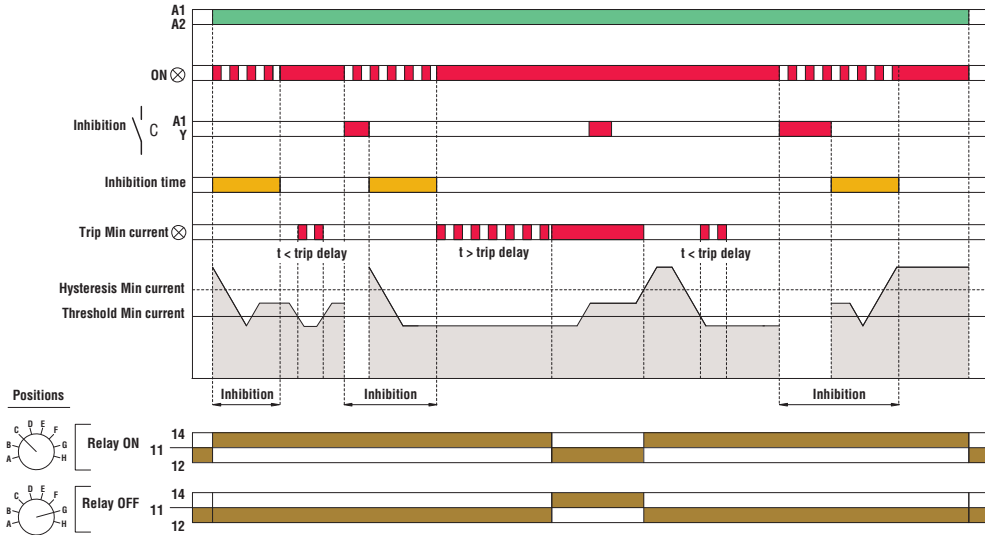 A1
A2
ON
Inhibition C A1
Y
Inhibition time
Trip Min current
t < trip delay t > trip delay t < trip delay
Hysteresis Min current
Threshold Min current
Inhibition Inhibition Inhibition
Positions
A B C D E F G H
Relay ON 11 14
12
A B C D E F G H
Relay OFF 11 14
12